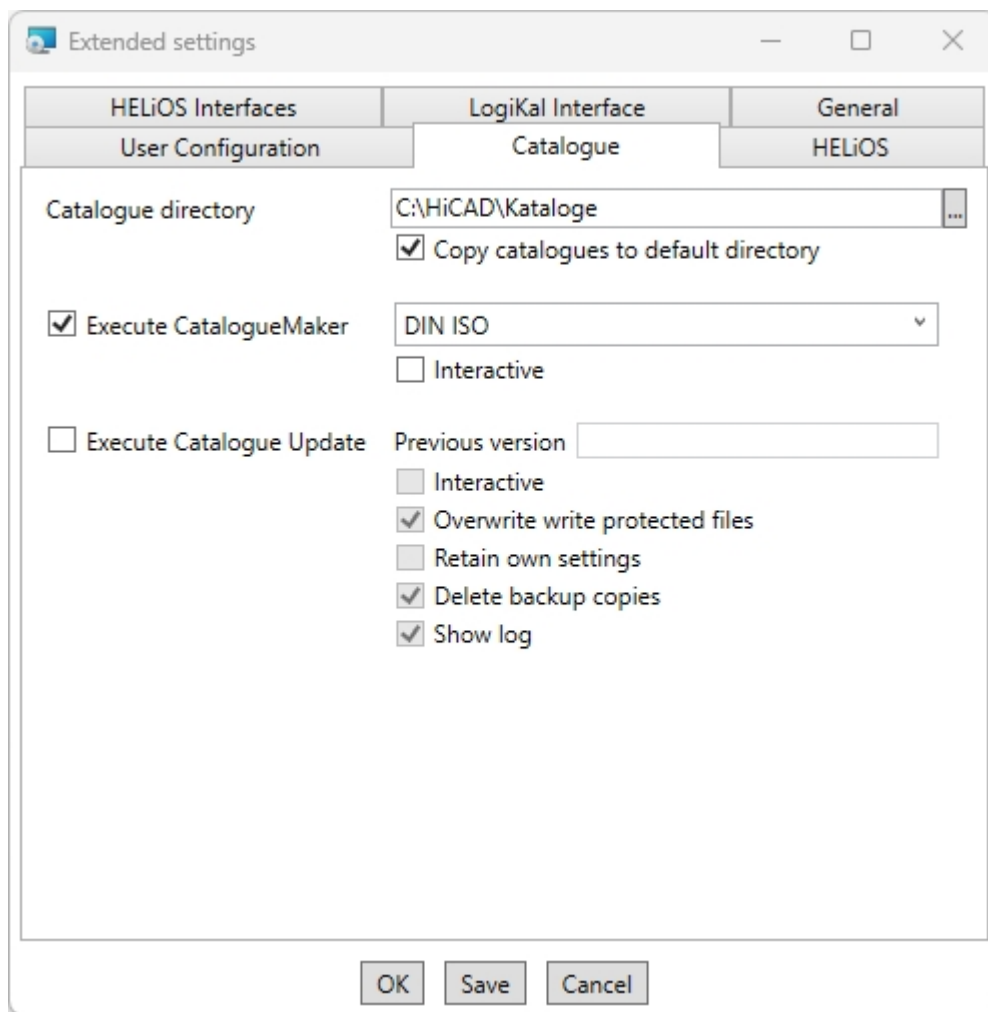 Extended settings
HELiOS Interfaces LogiKal Interface General
User Configuration Catalogue HELiOS
Catalogue directory C:\HiCAD\Kataloge ...
Copy catalogues to default directory
Execute CatalogueMaker DIN ISO
Interactive
Execute Catalogue Update Previous version
Interactive
Overwrite write protected files
Retain own settings
Delete backup copies
Show log
OK Save Cancel